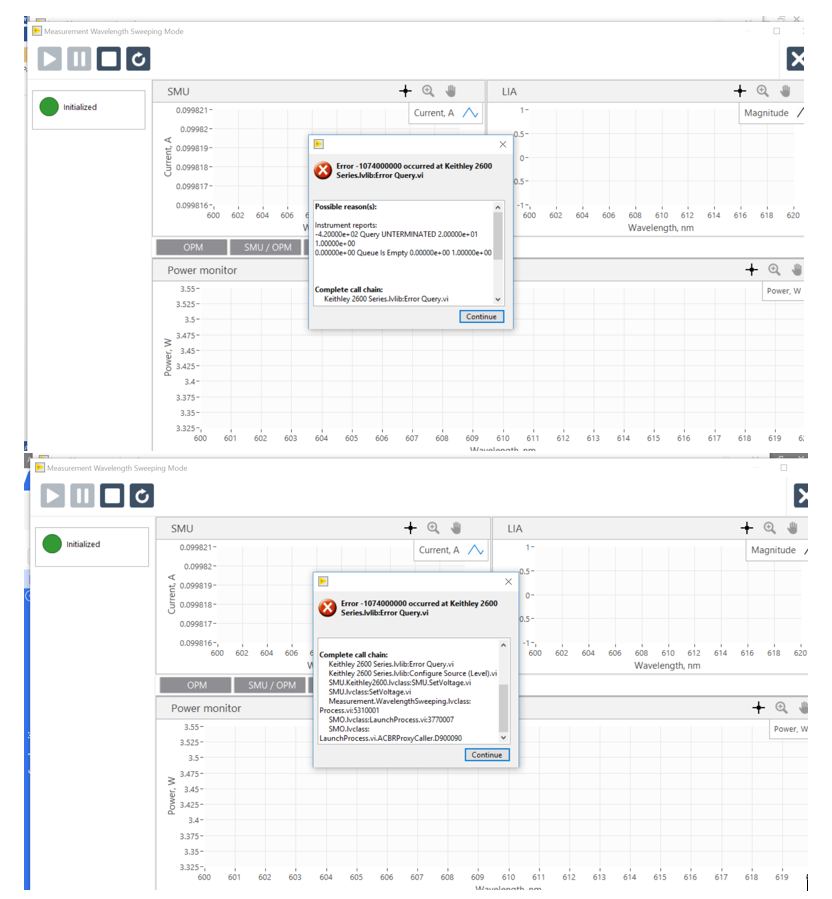 Measurement Wavelength Sweeping Mode
Initialized
SMU
LIA
Current, A
Magnitude
0.099821
0.09982
0.099819
0.099818
0.099817
0.099816
Current, A
600 602 604 606
1
0.5
0
0.5
-1
600 602 604 606 608 610 612 614 616 618 620
Wavelength, nm
Error -1074000000 occurred at Keithley 2600
Series.lvlib:Error Query.vi
Possible reason(s):
Instrument reports:
-4.20000e+02 Query UNTERMINATED 2.00000e+01
1.00000e+00
0.00000e+00 Queue Is Empty 0.00000e+00 1.00000e+00
Complete call chain:
Keithley 2600 Series.lvlib:Error Query.vi
Continue
OPM
SMU / OPM
Power monitor
Power, W
3.55
3.525
3.5
3.475
3.45
3.425
3.4
3.375
3.35
3.325
Power, W
600 601 602 603 604 605 606 607 608 609 610 611 612 613 614 615 616 617 618 619
Wavelength, nm
Measurement Wavelength Sweeping Mode
Initialized
SMU
LIA
Current, A
Magnitude
0.099821
0.09982
0.099819
0.099818
0.099817
0.099816
Current, A
600 602 604
1
0.5
0
0.5
-1
600 602 604 606 608 610 612 614 616 618 620
Wavelength, nm
Error -1074000000 occurred at Keithley 2600
Series.lvlib:Error Query.vi
Complete call chain:
Keithley 2600 Series.lvlib:Error Query.vi
Keithley 2600 Series.lvlib:Configure Source (Level).vi
SMU.Keithley2600.lvclass:SMU.SetVoltage.vi
SMU.lvclass:SetVoltage.vi
Measurement.WavelengthSweeping.lvclass:
Process.vi:5310001
SMO.lvclass:LaunchProcess.vi:3770007
SMO.lvclass:
LaunchProcess.vi.ACBRProxyCaller.D900090
Continue
OPM
SMU / OPM
Power monitor
Power, W
3.55
3.525
3.5
3.475
3.45
3.425
3.4
3.375
3.35
3.325
Power, W
600 601 602 603 604 605 606 607 608 609 610 611 612 613 614 615 616 617 618 619
Wavelength, nm